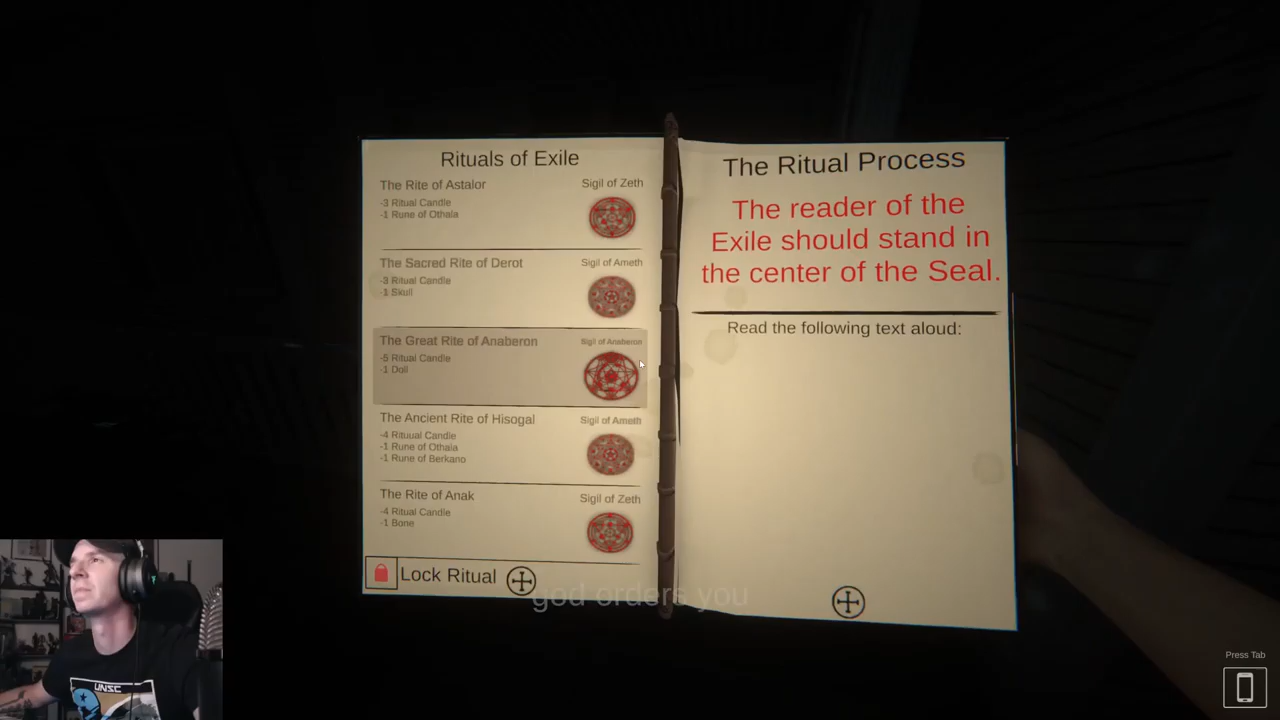 Rituals of Exile
The Rite of Astalor
Sigil of Zeth
-3 Ritual Candle
-1 Rune of Othala
The Sacred Rite of Derot
Sigil of Ameth
-3 Ritual Candle
-1 Skull
The Great Rite of Anaberon
Sigil of Anaberon
-5 Ritual Candle
-1 Doll
The Ancient Rite of Hisogal
Sigil of Ameth
-4 Rituual Candle
-1 Rune of Othala
-1 Rune of Berkano
The Rite of Anak
Sigil of Zeth
-4 Ritual Candle
-1 Bone
Lock Ritual
The Ritual Process
The reader of the
Exile should stand in
the center of the Seal.
Read the following text aloud:
god orders you
Press Tab
UNSC